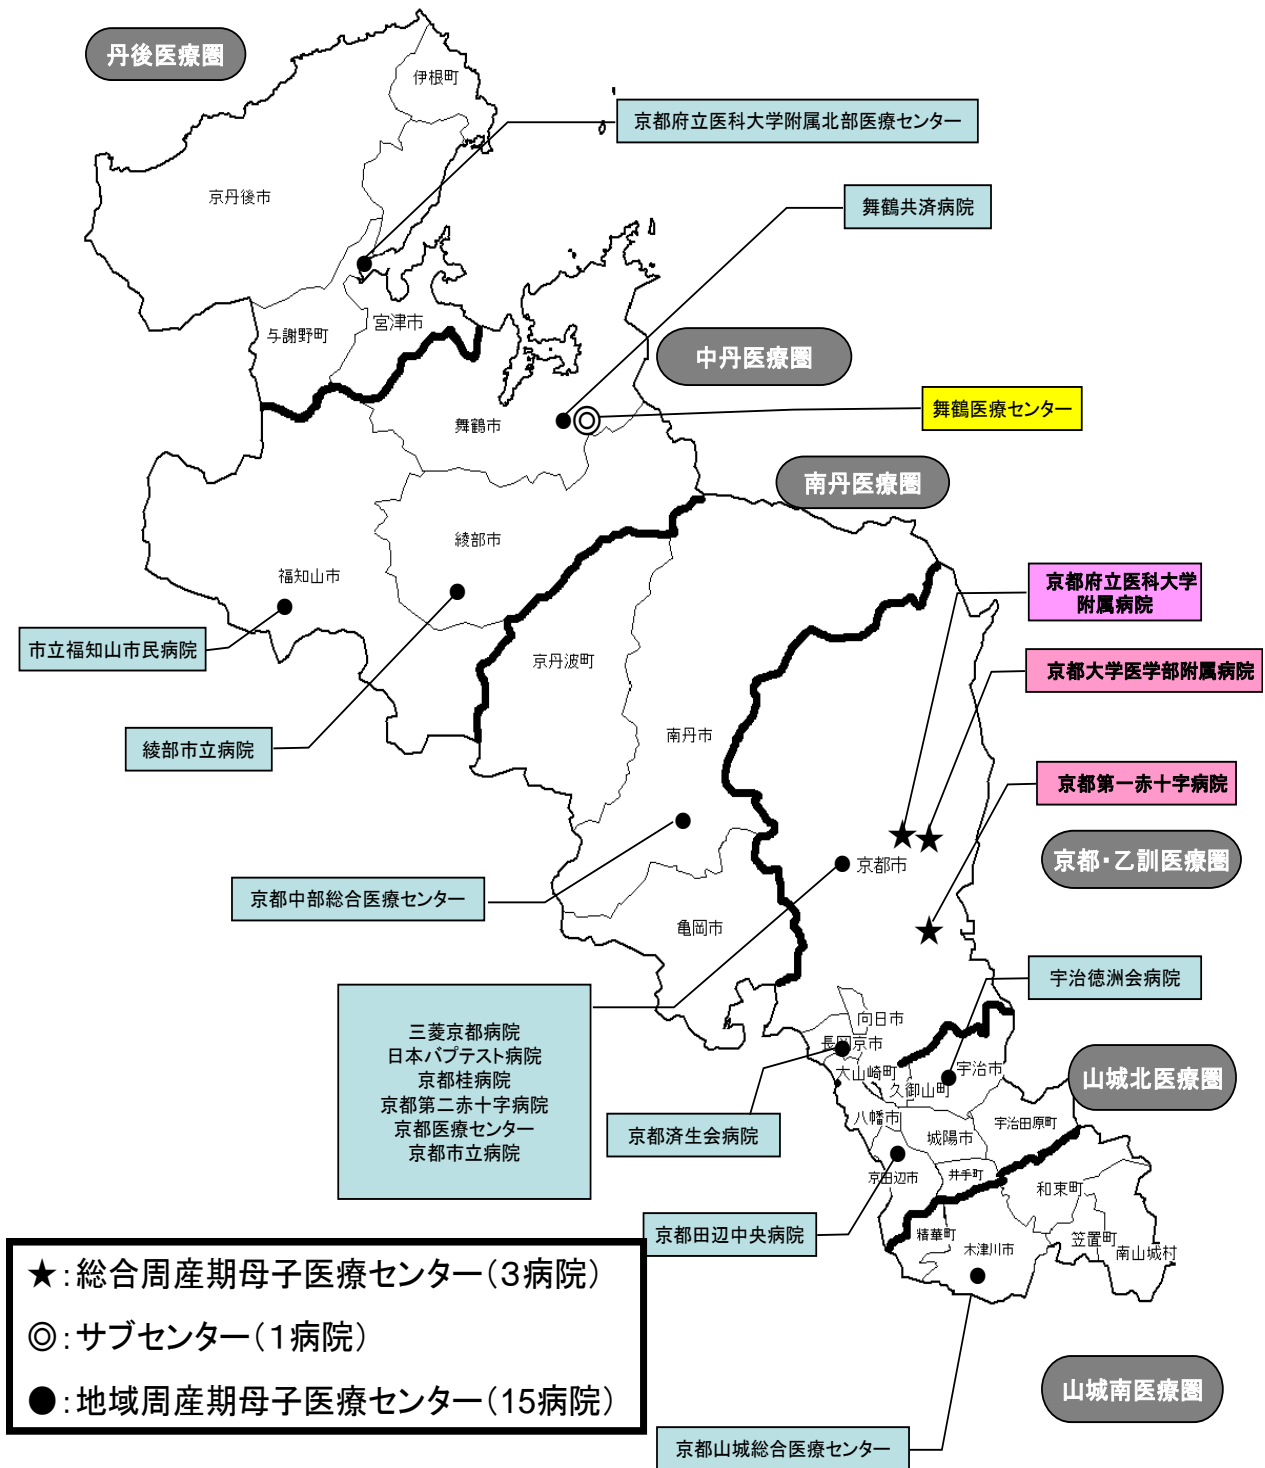 丹後医療圏
伊根町
京都府立医科大学附属北部医療センター
京丹後市
舞鶴共済病院
与謝野町
宮津市
中丹医療圏
舞鶴医療センター
舞鶴市
南丹医療圏
綾部市
福知山市
京都府立医科大学
附属病院
市立福知山市民病院
京丹波町
京都大学医学部附属病院
南丹市
綾部市立病院
京都第一赤十字病院
京都市
京都・乙訓医療圏
京都中部総合医療センター
亀岡市
宇治徳洲会病院
三菱京都病院
日本バプテスト病院
京都桂病院
京都第二赤十字病院
京都医療センター
京都市立病院
向日市
長岡京市
大山崎町
宇治市
久御山町
山城北医療圏
八幡市
宇治田原町
城陽市
京都済生会病院
京田辺市
井手町
和束町
京都田辺中央病院
精華町
木津川市
笠置町
南山城村
★:総合周産期母子医療センター(3病院)
◎:サブセンター(1病院)
●:地域周産期母子医療センター(15病院)
山城南医療圏
京都山城総合医療センター